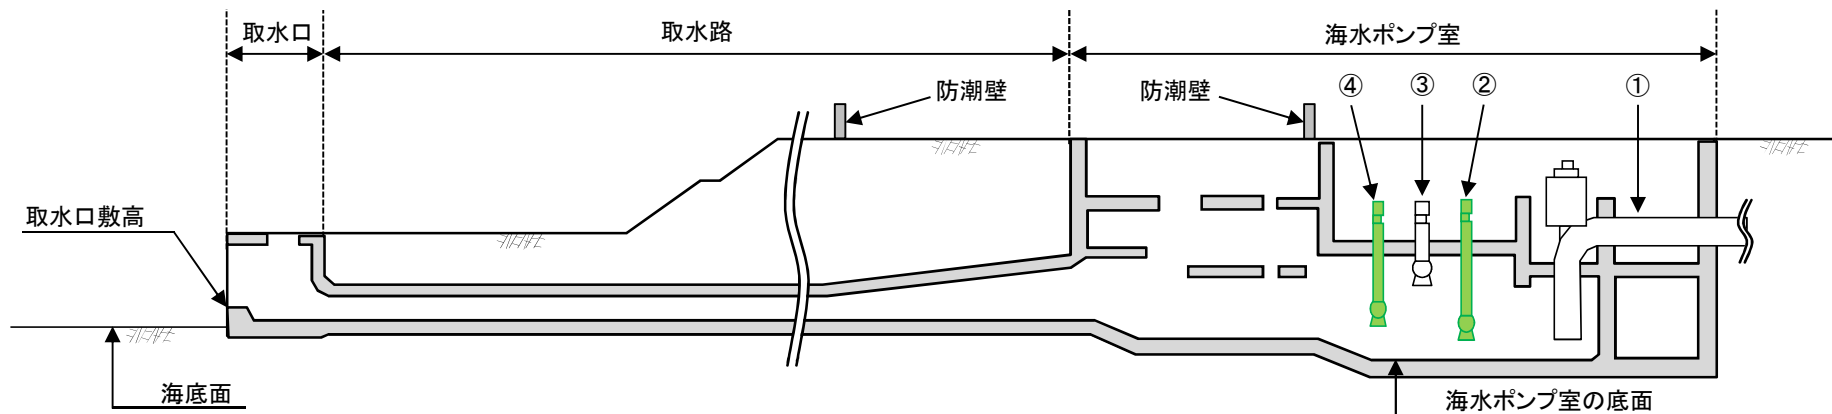 取水口
取水路
海水ポンプ室
防潮壁
防潮壁
④
③
②
①
取水口敷高
海底面
海水ポンプ室の底面